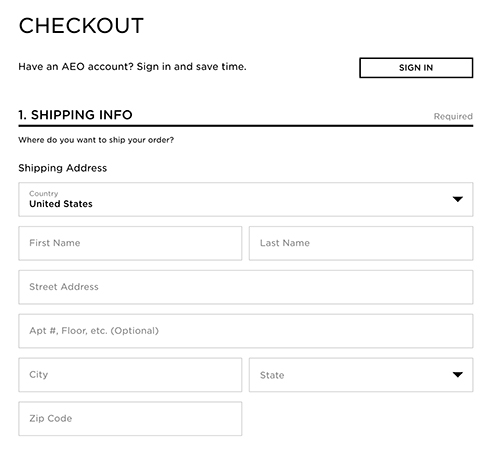 CHECKOUT
Have an AEO account? Sign in and save time.
SIGN IN
1. SHIPPING INFO
Required
Where do you want to ship your order?
Shipping Address
Country
United States
First Name
Last Name
Street Address
Apt #, Floor, etc. (Optional)
City
State
Zip Code